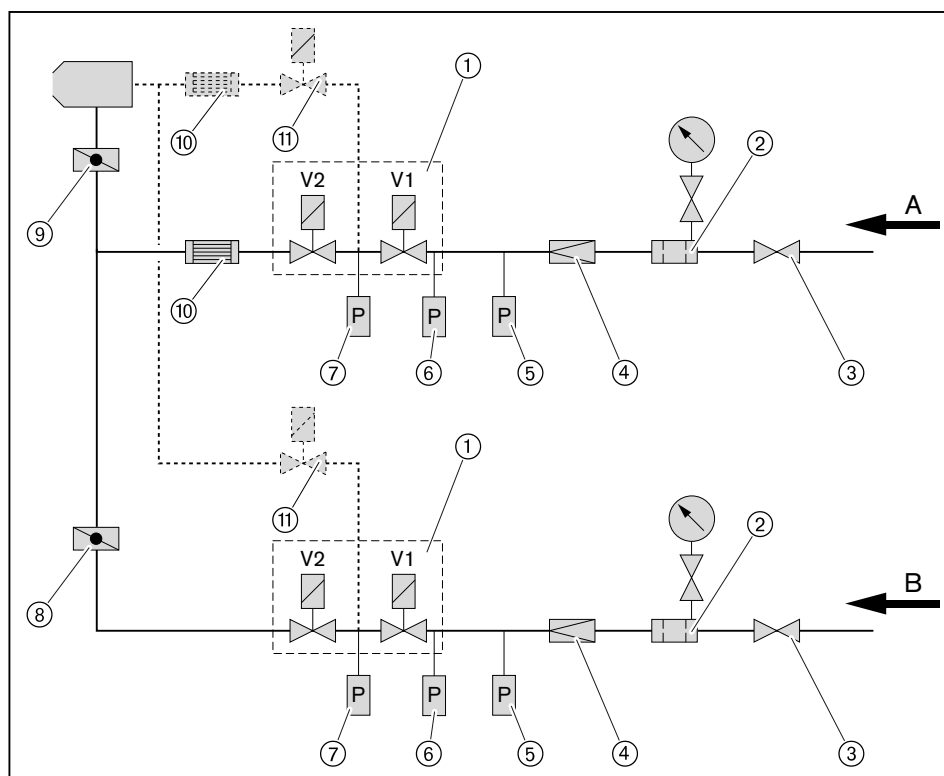 ⑪
①
⑩
②
V2
V1
A
⑨
⑩
P
P
P
⑦
⑥
⑤
④
③
①
⑪
②
V2
V1
B
⑧
P
P
P
⑦
⑥
⑤
④
③